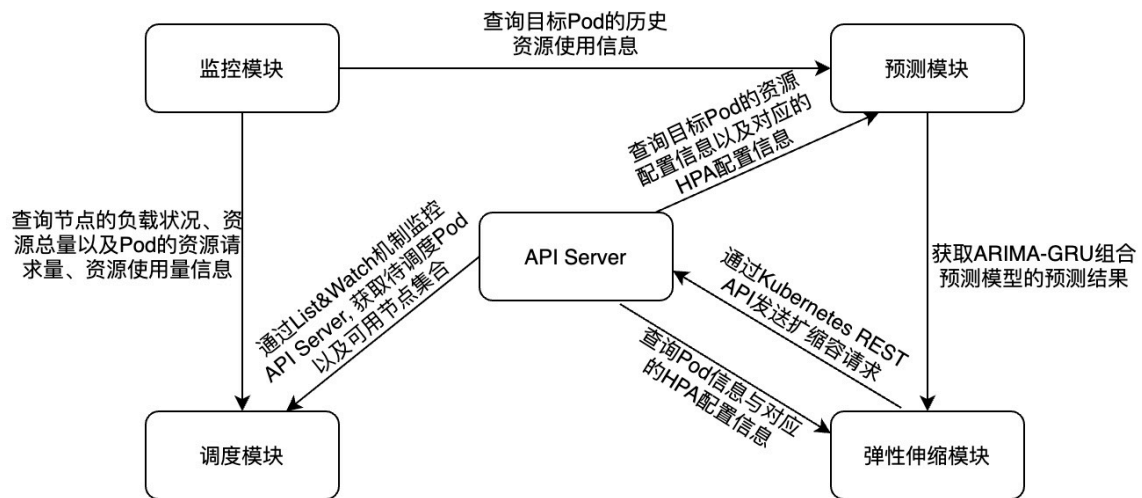 查询目标Pod的历史
资源使用信息
监控模块
预测模块
查询目标Pod的资源
配置信息以及对应的
HPA配置信息
查询节点的负载状况、资
源总量以及Pod的资源请
求量、资源使用量信息
通过List&Watch机制监控
API Server, 获取待调度Pod
以及可用节点集合
API Server
通过Kubernetes REST
API发送扩缩容请求
获取ARIMA-GRU组合
预测模型的预测结果
查询Pod信息与对应
的HPA配置信息
调度模块
弹性伸缩模块